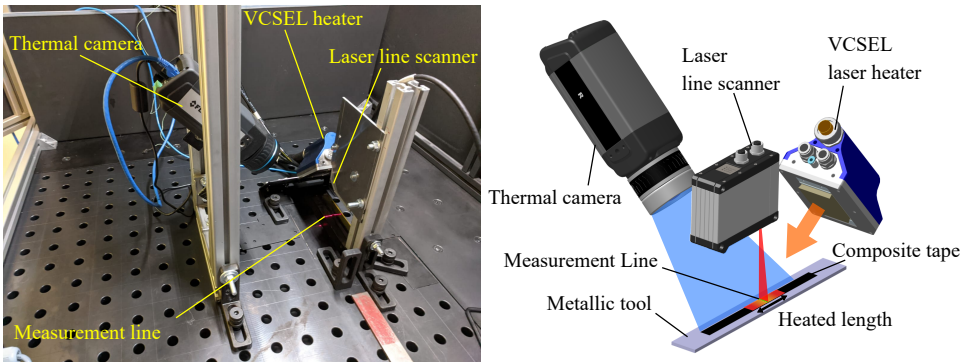 VCSEL heater
Thermal camera
Laser line scanner
Measurement line
Laser
line scanner
VCSEL
laser heater
Thermal camera
Measurement Line
Composite tape
Metallic tool
Heated length